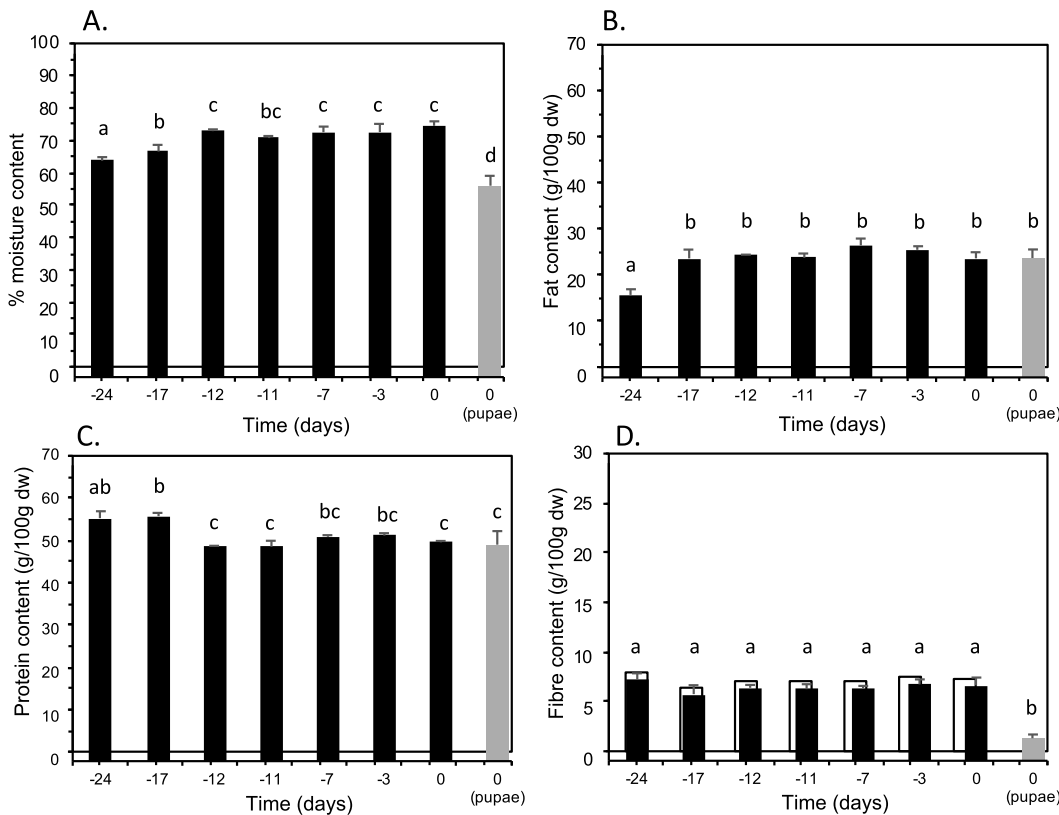 A.
100
90
80
70
60
50
40
30
20
10
0
% moisture content
a
b
c
bc
c
c
c
d
-24
-17
-12
-11
-7
-3
0
0
(pupae)
Time (days)
B.
70
60
50
40
30
20
10
0
Fat content (g/100g dw)
a
b
b
b
b
b
b
b
-24
-17
-12
-11
-7
-3
0
0
(pupae)
Time (days)
C.
70
60
50
40
30
20
10
0
Protein content (g/100g dw)
ab
b
c
c
bc
bc
c
c
-24
-17
-12
-11
-7
-3
0
0
(pupae)
Time (days)
D.
30
25
20
15
10
5
0
Fibre content (g/100g dw)
a
a
a
a
a
a
a
b
-24
-17
-12
-11
-7
-3
0
0
(pupae)
Time (days)